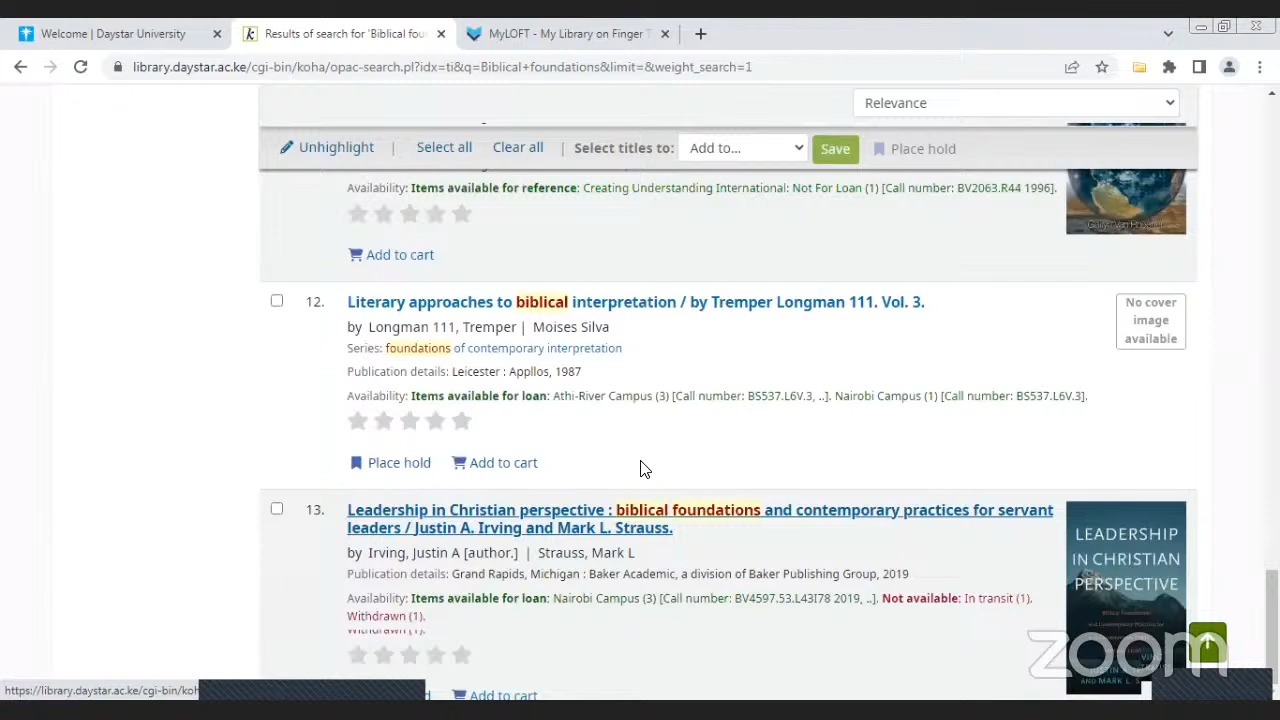 Welcome | Daystar University
Results of search for 'Biblical fou
MyLOFT - My Library on Finger T
library.daystar.ac.ke/cgi-bin/koha/opac-search.pl?idx=ti&q=Biblical+foundations&limit=&weight_search=1
Relevance
Unhighlight | Select all Clear all | Select titles to: Add to... Save Place hold
Availability: Items available for reference: Creating Understanding International: Not For Loan (1) [Call number: BV2063.R44 1996].
Add to cart
12. Literary approaches to biblical interpretation / by Tremper Longman 111. Vol. 3.
by Longman 111, Tremper | Moises Silva
Series: foundations of contemporary interpretation
Publication details: Leicester : Appllos, 1987
Availability: Items available for loan: Athi-River Campus (3) [Call number: BS537.L6V.3, ..]. Nairobi Campus (1) [Call number: BS537.L6V.3].
Place hold Add to cart
No cover
image
available
13. Leadership in Christian perspective : biblical foundations and contemporary practices for servant
leaders / Justin A. Irving and Mark L. Strauss.
by Irving, Justin A [author.] | Strauss, Mark L
Publication details: Grand Rapids, Michigan : Baker Academic, a division of Baker Publishing Group, 2019
Availability: Items available for loan: Nairobi Campus (3) [Call number: BV4597.53.L43I78 2019, ..]. Not available: In transit (1).
Withdrawn (1).
Withdrawn (1).
Add to cart
LEADERSHIP
IN CHRISTIAN
PERSPECTIVE
AND MARK L. S
zoom
https://library.daystar.ac.ke/cgi-bin/koh